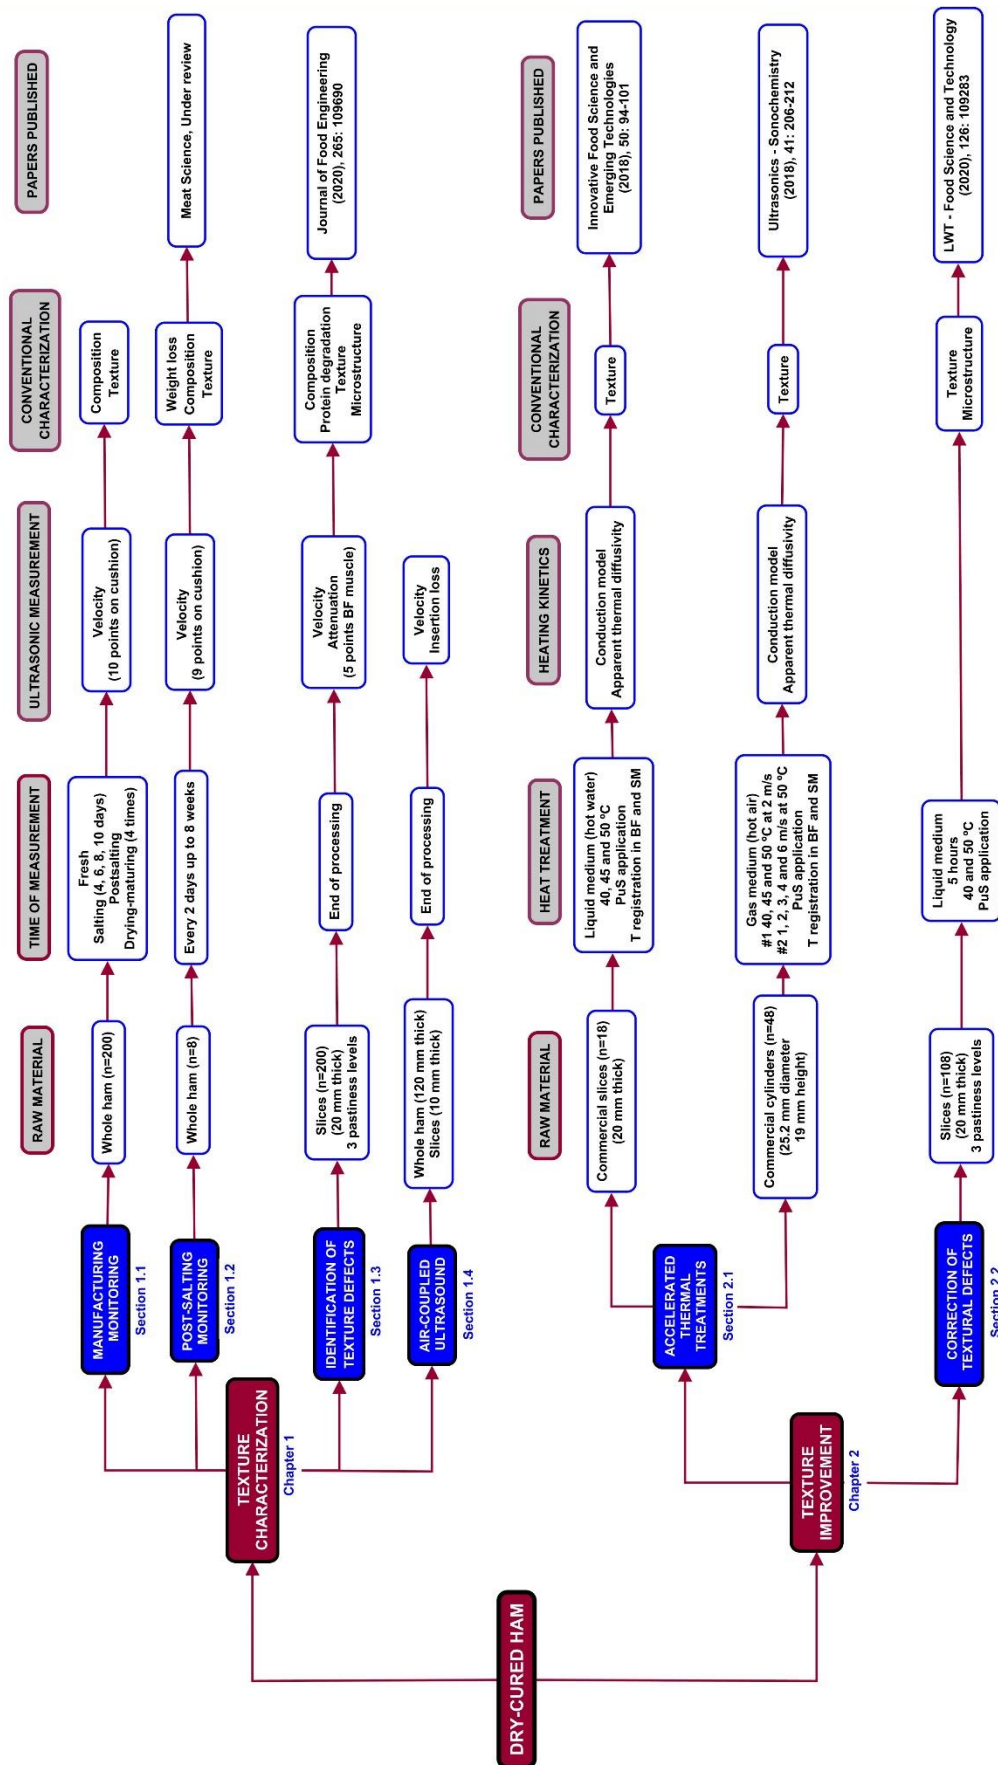 DRY-CURED HAM
TEXTURE
CHARACTERIZATION
Chapter 1
RAW MATERIAL
TIME OF MEASUREMENT
ULTRASONIC MEASUREMENT
CONVENTIONAL
CHARACTERIZATION
PAPERS PUBLISHED
MANUFACTURING
MONITORING
Section 1.1
Whole ham (n=200)
Fresh
Salting (4, 6, 8, 10 days)
Postsalting
Drying-maturing (4 times)
Velocity
(10 points on cushion)
Composition
Texture
POST-SALTING
MONITORING
Section 1.2
Whole ham (n=8)
Every 2 days up to 8 weeks
Velocity
(9 points on cushion)
Weight loss
Composition
Texture
Meat Science, Under review
IDENTIFICATION OF
TEXTURE DEFECTS
Section 1.3
Slices (n=200)
(20 mm thick)
3 pastiness levels
End of processing
Velocity
Attenuation
(5 points BF muscle)
Composition
Protein degradation
Texture
Microstructure
Journal of Food Engineering
(2020), 265: 109690
AIR-COUPLED
ULTRASOUND
Section 1.4
Whole ham (120 mm thick)
Slices (10 mm thick)
End of processing
Velocity
Insertion loss
TEXTURE
IMPROVEMENT
Chapter 2
RAW MATERIAL
HEAT TREATMENT
HEATING KINETICS
CONVENTIONAL
CHARACTERIZATION
PAPERS PUBLISHED
ACCELERATED
THERMAL
TREATMENTS
Section 2.1
Commercial slices (n=18)
(20 mm thick)
Liquid medium (hot water)
40, 45 and 50 ºC
PuS application
T registration in BF and SM
Conduction model
Apparent thermal diffusivity
Texture
Innovative Food Science and
Emerging Technologies
(2018), 50: 94-101
Commercial cylinders (n=48)
(25.2 mm diameter
19 mm height)
Gas medium (hot air)
#1 40, 45 and 50 ºC at 2 m/s
#2 1, 2, 3, 4 and 6 m/s at 50 ºC
PuS application
T registration in BF and SM
Conduction model
Apparent thermal diffusivity
Texture
Ultrasonics - Sonochemistry
(2018), 41: 206-212
CORRECTION OF
TEXTURAL DEFECTS
Section 2.2
Slices (n=108)
(20 mm thick)
3 pastiness levels
Liquid medium
5 hours
40 and 50 ºC
PuS application
Texture
Microstructure
LWT - Food Science and Technology
(2020), 126: 109283